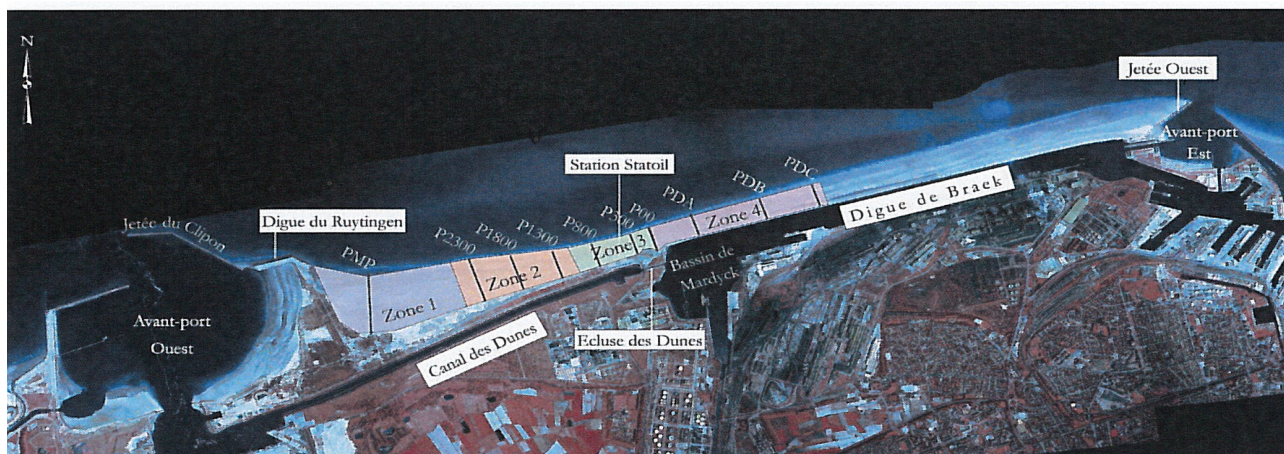 N
Jetée Ouest
Avant-port
Est
Station Statoil
PDC
PDB
PDA
P00
P300
P800
P1300
P1800
P2300
PMP
Digue du Ruytingen
Jetée du Clipon
Zone 4
Zone 3
Zone 2
Zone 1
Digue de Braek
Bassin de
Mardyck
Avant-port
Ouest
Canal des Dunes
Ecluse des Dunes